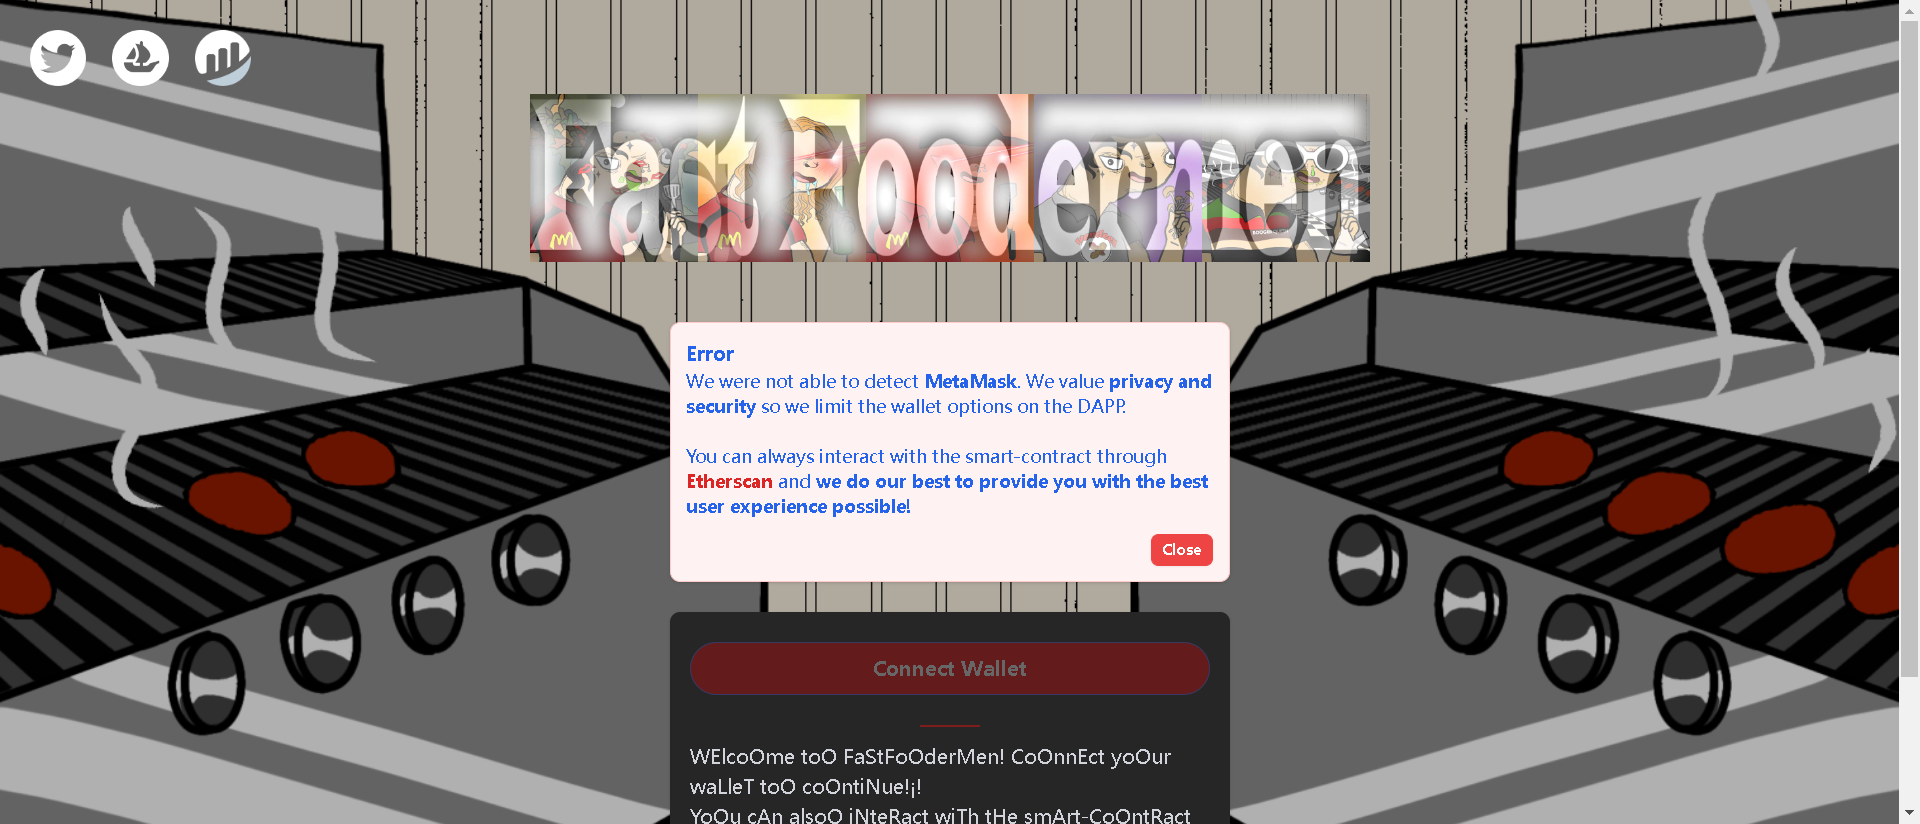 Fast Foodermen
Error
We were not able to detect MetaMask. We value privacy and
security so we limit the wallet options on the DAPP.
You can always interact with the smart-contract through
Etherscan and we do our best to provide you with the best
user experience possible!
Close
Connect Wallet
WElcoOme toO FaStFoOderMen! CoOnnEct yoOur
waLleT toO coOntiNue!¡!
YoOu cAn alsoO iNteRact wiTh tHe smArt-CoOntRact